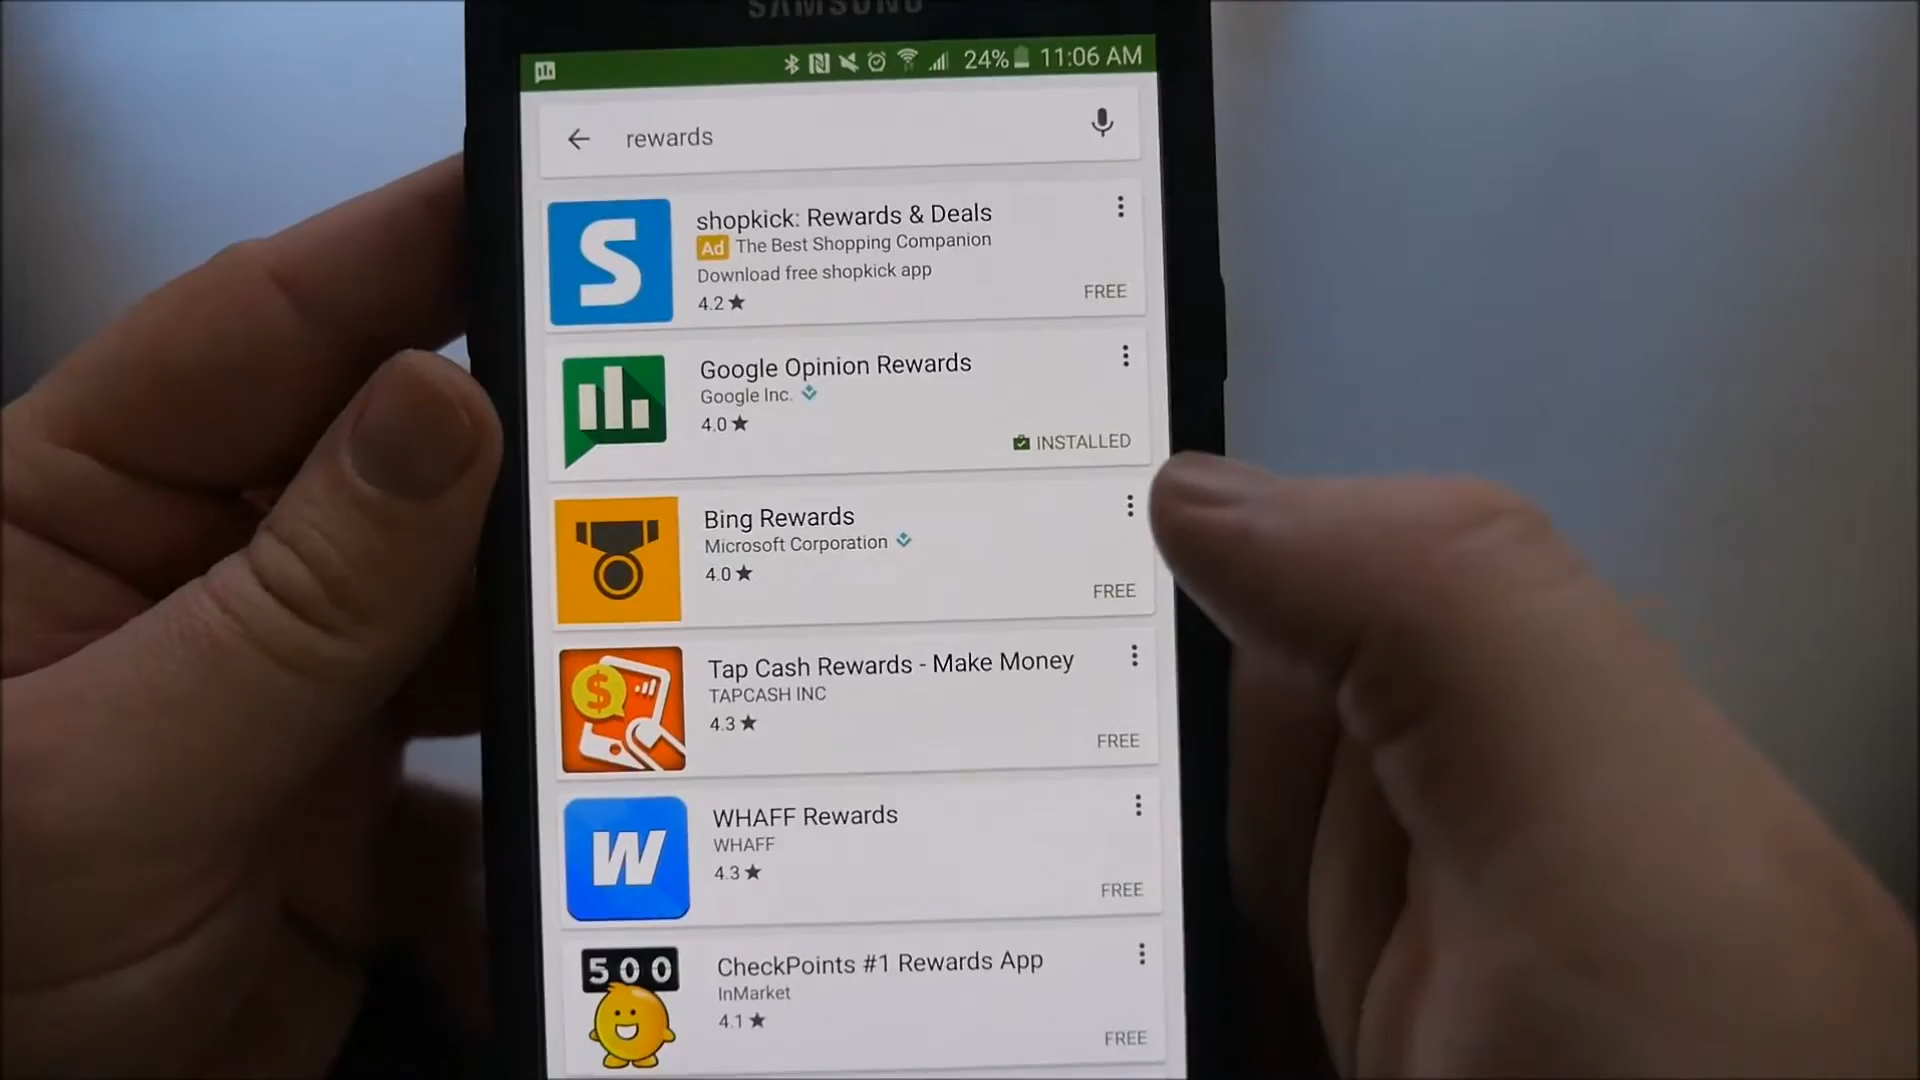 SAMSUNG
24% 11:06 AM
rewards
S
shopkick: Rewards & Deals
Ad The Best Shopping Companion
Download free shopkick app
4.2★
FREE
Google Opinion Rewards
Google Inc.
4.0★
INSTALLED
Bing Rewards
Microsoft Corporation
4.0★
FREE
$
Tap Cash Rewards - Make Money
TAPCASH INC
4.3★
FREE
W
WHAFF Rewards
WHAFF
4.3★
FREE
500
CheckPoints #1 Rewards App
InMarket
4.1★
FREE